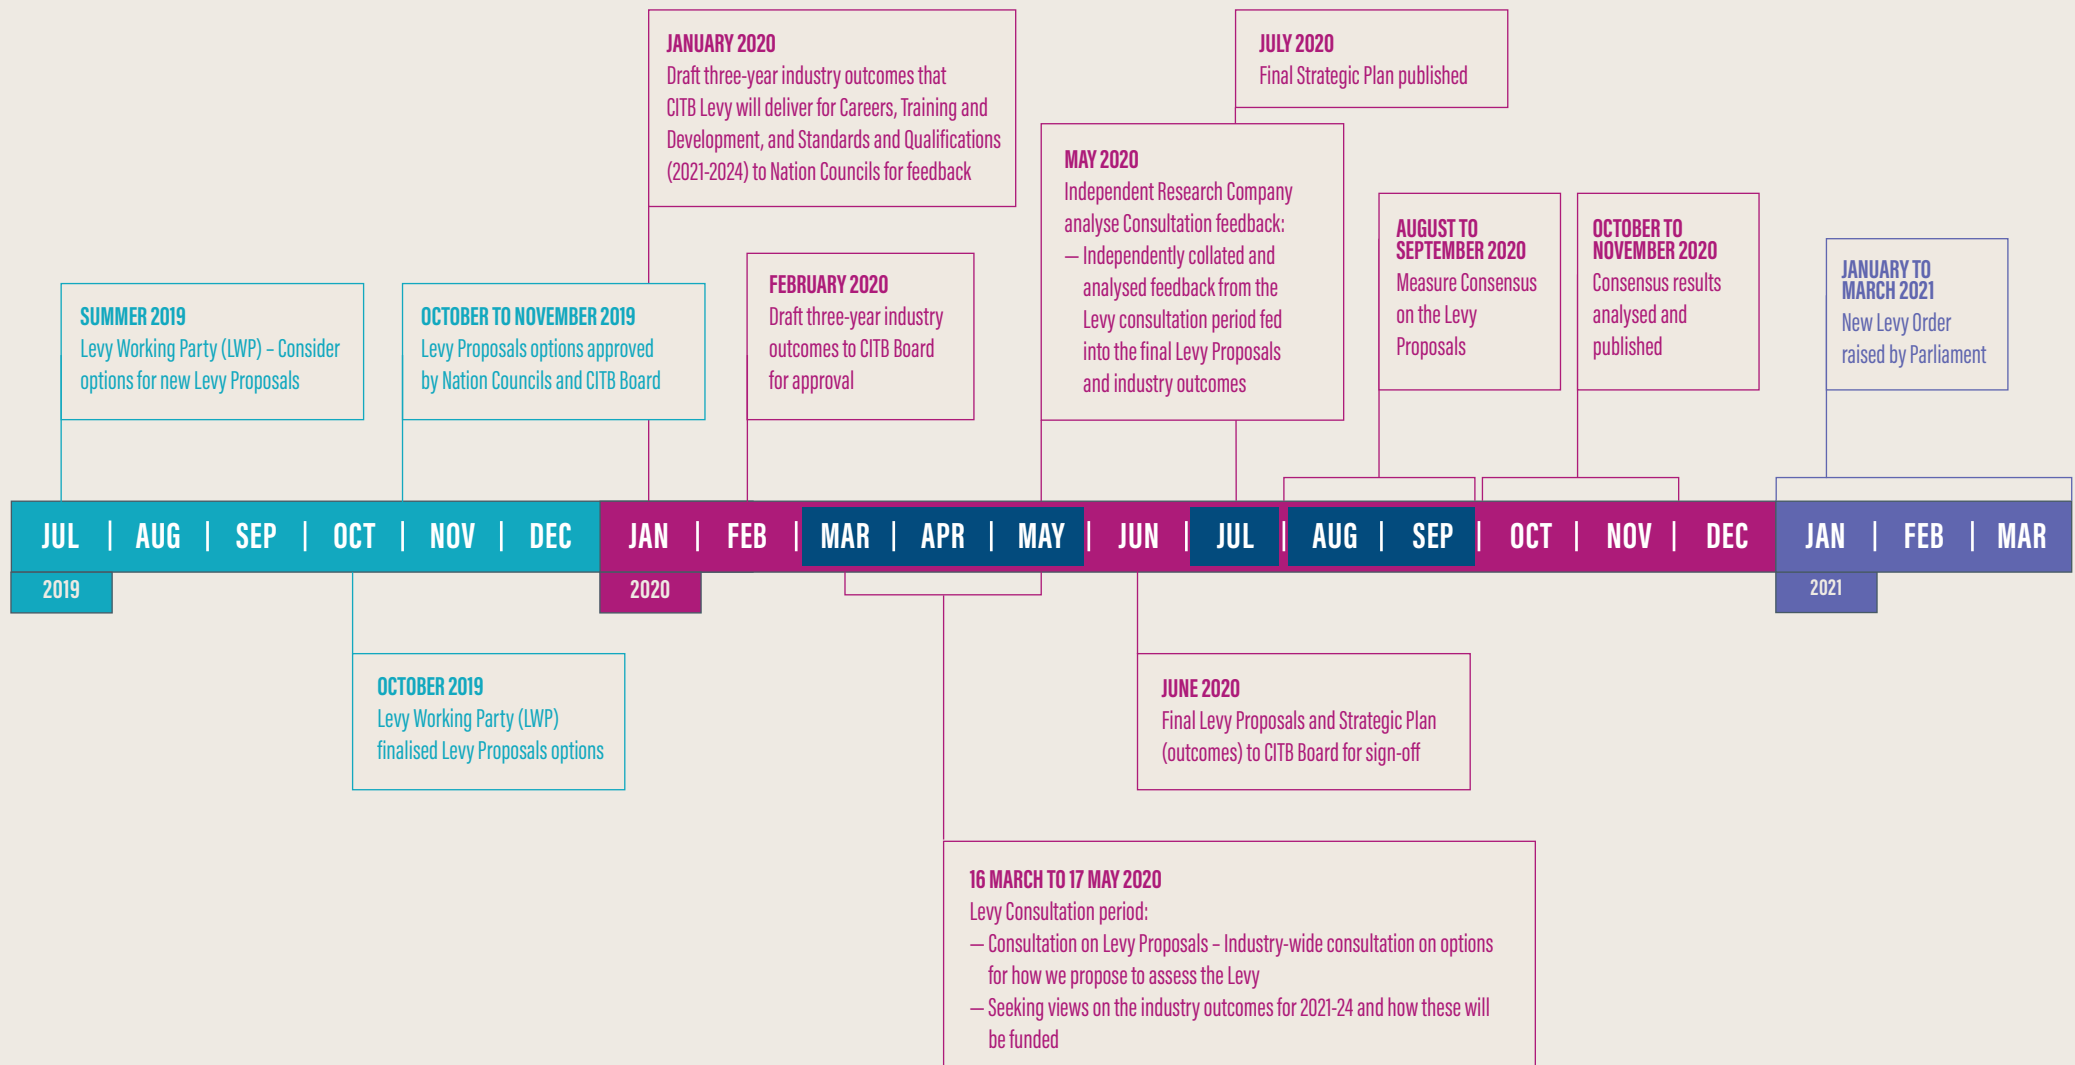 JANUARY 2020
Draft three-year industry outcomes that
CITB Levy will deliver for Careers, Training and
Development, and Standards and Qualifications
(2021-2024) to Nation Councils for feedback
JULY 2020
Final Strategic Plan published
MAY 2020
Independent Research Company
analyse Consultation feedback:
— Independently collated and
analysed feedback from the
Levy consultation period fed
into the final Levy Proposals
and industry outcomes
SUMMER 2019
Levy Working Party (LWP) – Consider
options for new Levy Proposals
OCTOBER TO NOVEMBER 2019
Levy Proposals options approved
by Nation Councils and CITB Board
FEBRUARY 2020
Draft three-year industry
outcomes to CITB Board
for approval
AUGUST TO
SEPTEMBER 2020
Measure Consensus
on the Levy
Proposals
OCTOBER TO
NOVEMBER 2020
Consensus results
analysed and
published
JANUARY TO
MARCH 2021
New Levy Order
raised by Parliament
JUL | AUG | SEP | OCT | NOV | DEC JAN | FEB | MAR | APR | MAY | JUN | JUL | AUG | SEP | OCT | NOV | DEC JAN | FEB | MAR
2019 2020 2021
OCTOBER 2019
Levy Working Party (LWP)
finalised Levy Proposals options
JUNE 2020
Final Levy Proposals and Strategic Plan
(outcomes) to CITB Board for sign-off
16 MARCH TO 17 MAY 2020
Levy Consultation period:
— Consultation on Levy Proposals – Industry-wide consultation on options
for how we propose to assess the Levy
— Seeking views on the industry outcomes for 2021-24 and how these will
be funded